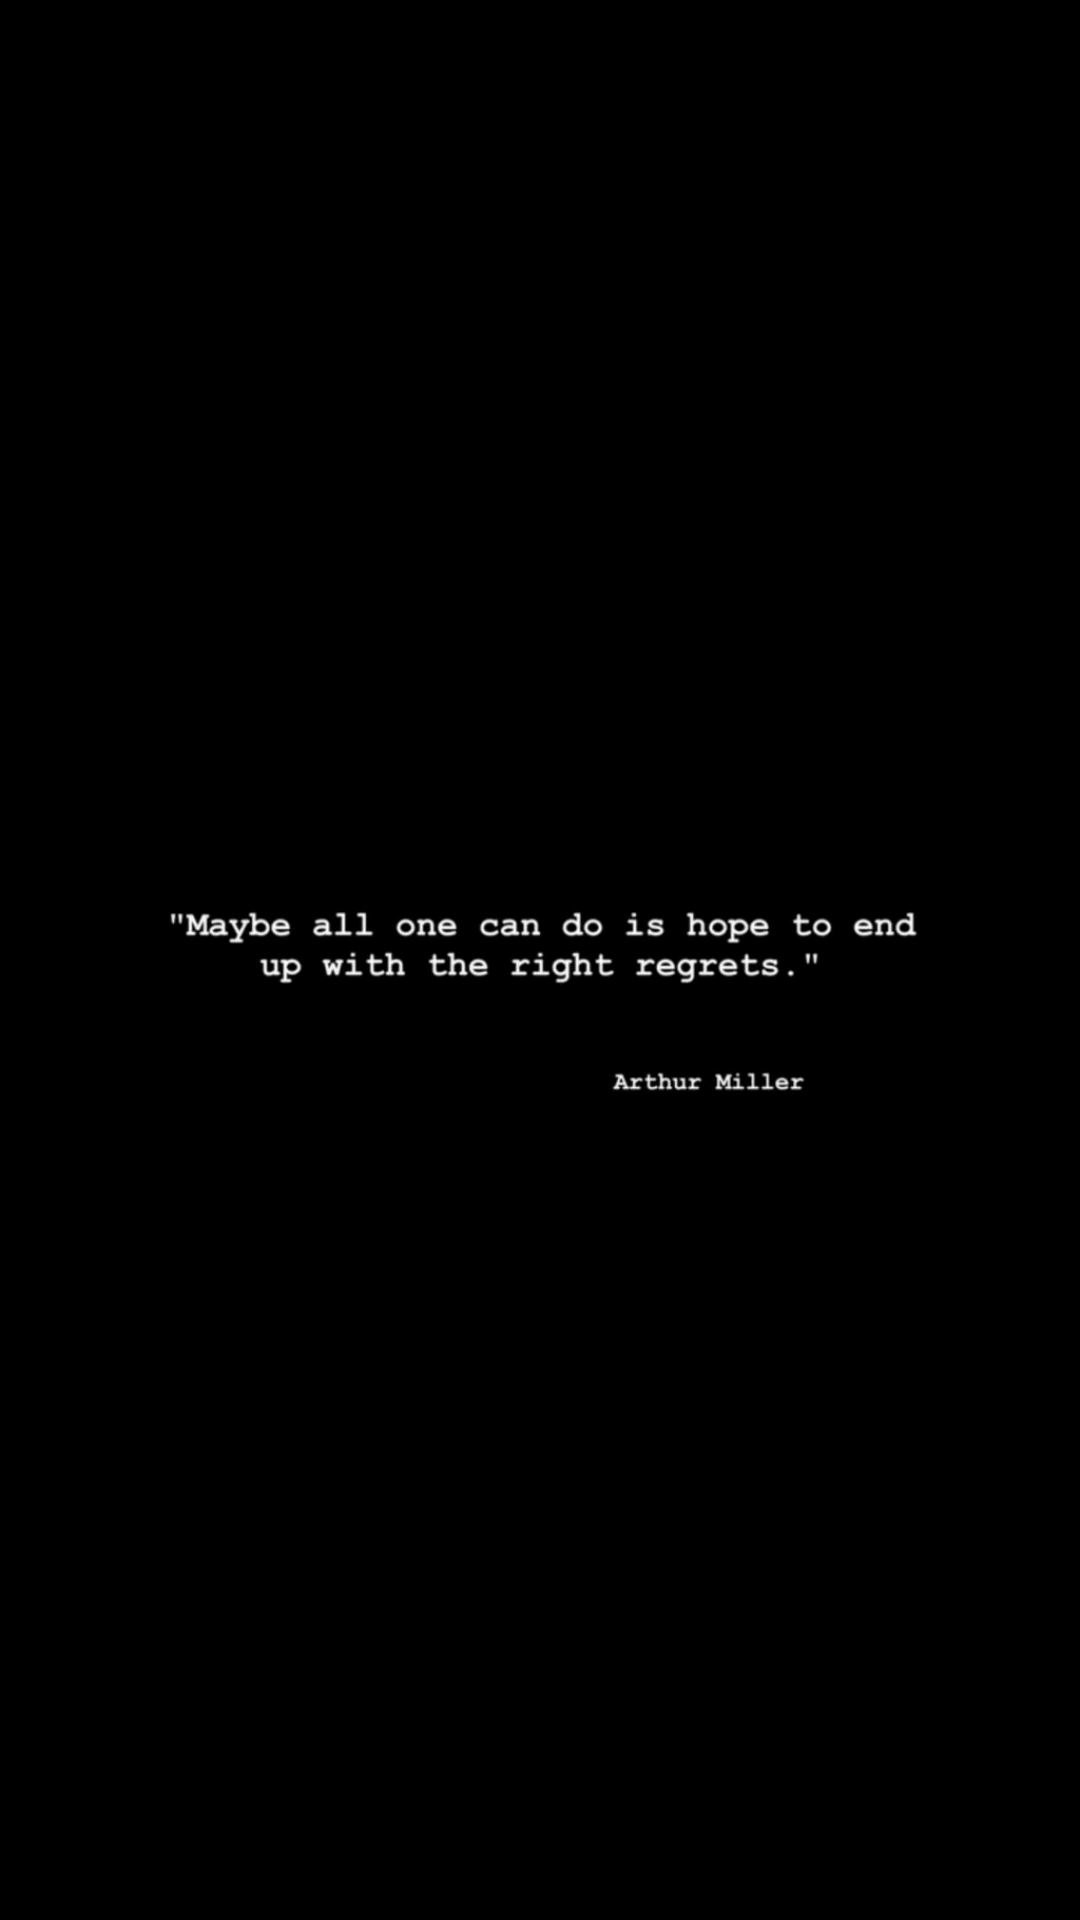 "Maybe all one can do is hope to end
up with the right regrets."
Arthur Miller